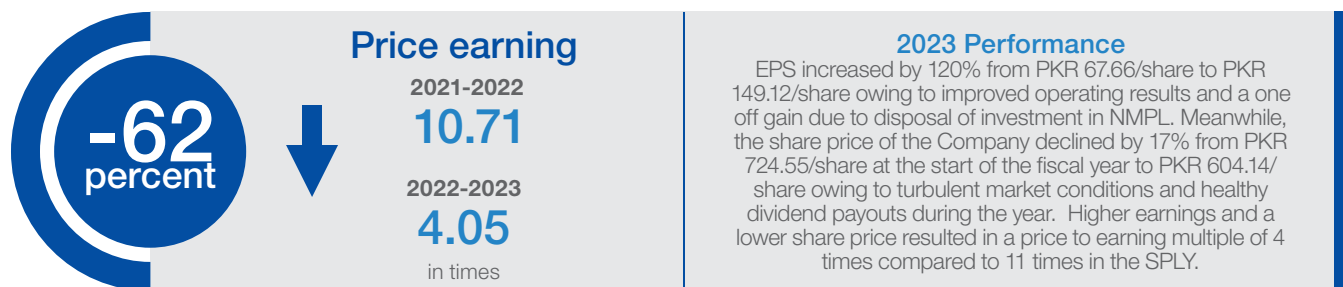 -62
percent
Price earning
2021-2022
10.71
2022-2023
4.05
in times
2023 Performance
EPS increased by 120% from PKR 67.66/share to PKR
149.12/share owing to improved operating results and a one
off gain due to disposal of investment in NMPL. Meanwhile,
the share price of the Company declined by 17% from PKR
724.55/share at the start of the fiscal year to PKR 604.14/
share owing to turbulent market conditions and healthy
dividend payouts during the year.  Higher earnings and a
lower share price resulted in a price to earning multiple of 4
times compared to 11 times in the SPLY.